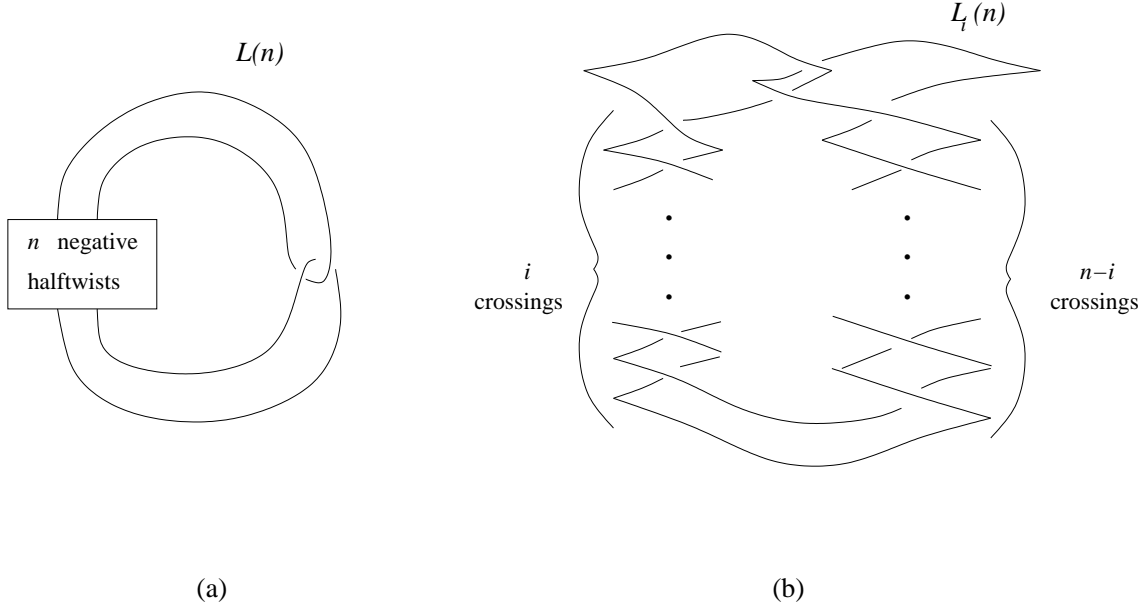 L(n)
n negative
halftwists
(a)
L_i(n)
i
crossings
n−i
crossings
(b)